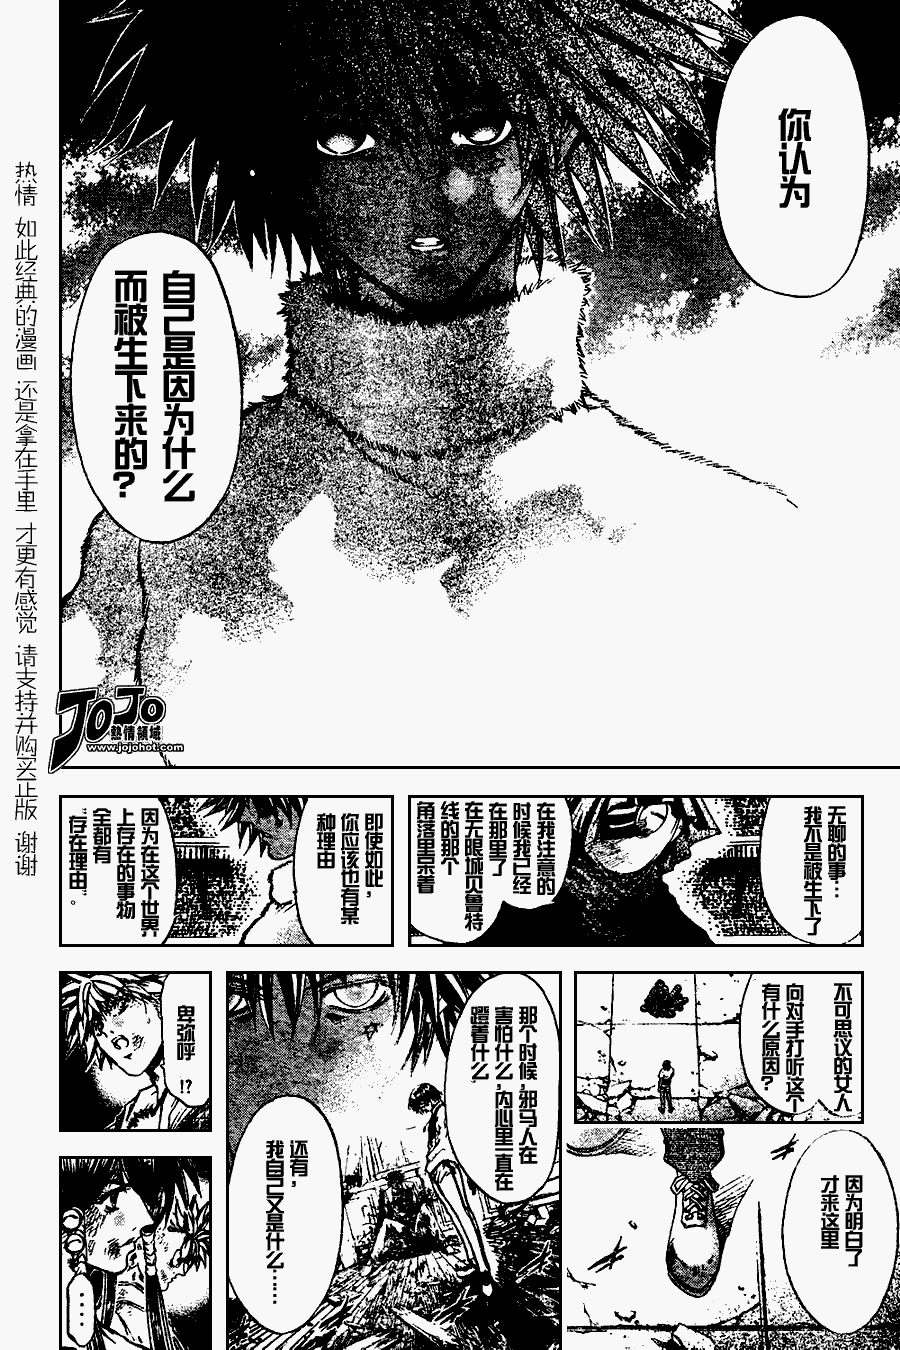 你认为
自己是因为什么
而被生下来的？
热情 如此经典的漫画 还是拿在手里 才更有感觉 请支持并购买正版 谢谢
JOJO
熱情領域
www.jojohot.com
无聊的事…
我不是被生下了
在我注意的
时候我已经
在那里了
在无限城贝鲁特
线的那个
角落里呆着
即使如此，
你应该也有某
种理由
因为在这个世界
上存在的事物
全都有
“存在理由”。
不可思议的女人
向对手打听这个
有什么原因？
因为明白了
才来这里
那个时候，邪马人在
害怕什么，内心里一直在
蹬着什么
还有，
我自己又是什么……
卑弥呼
!?
…